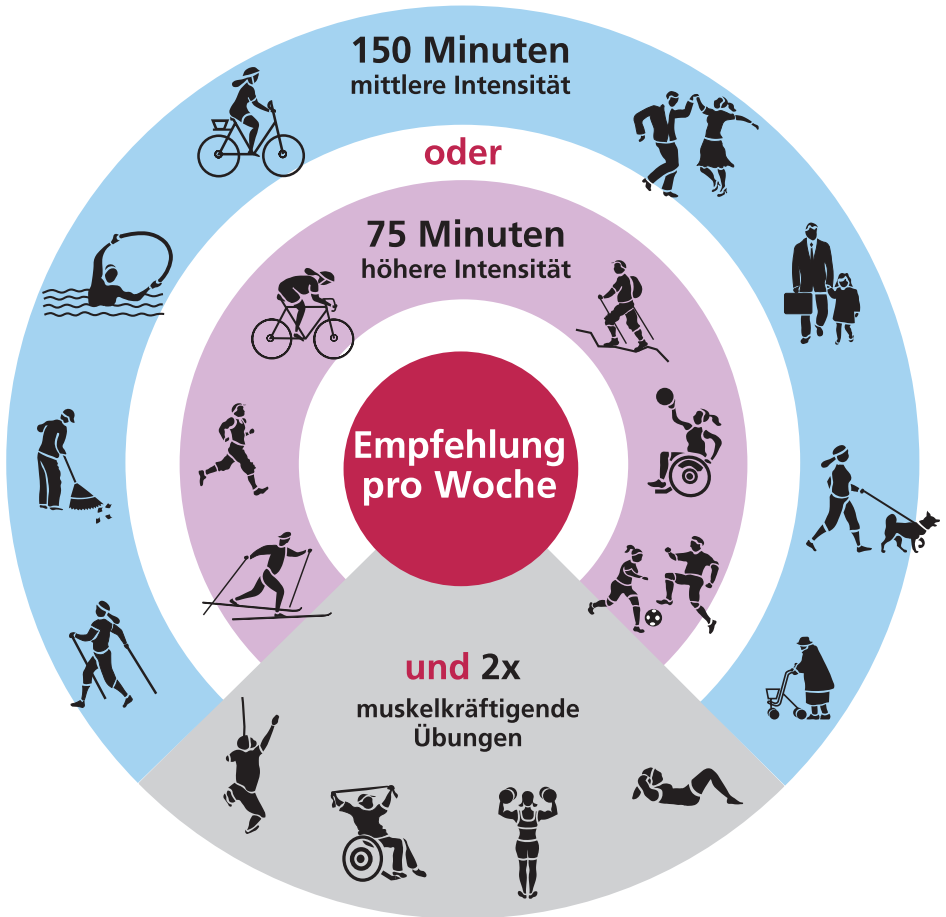 150 Minuten
mittlere Intensität
oder
75 Minuten
höhere Intensität
Empfehlung
pro Woche
und 2x
muskelkräftigende
Übungen